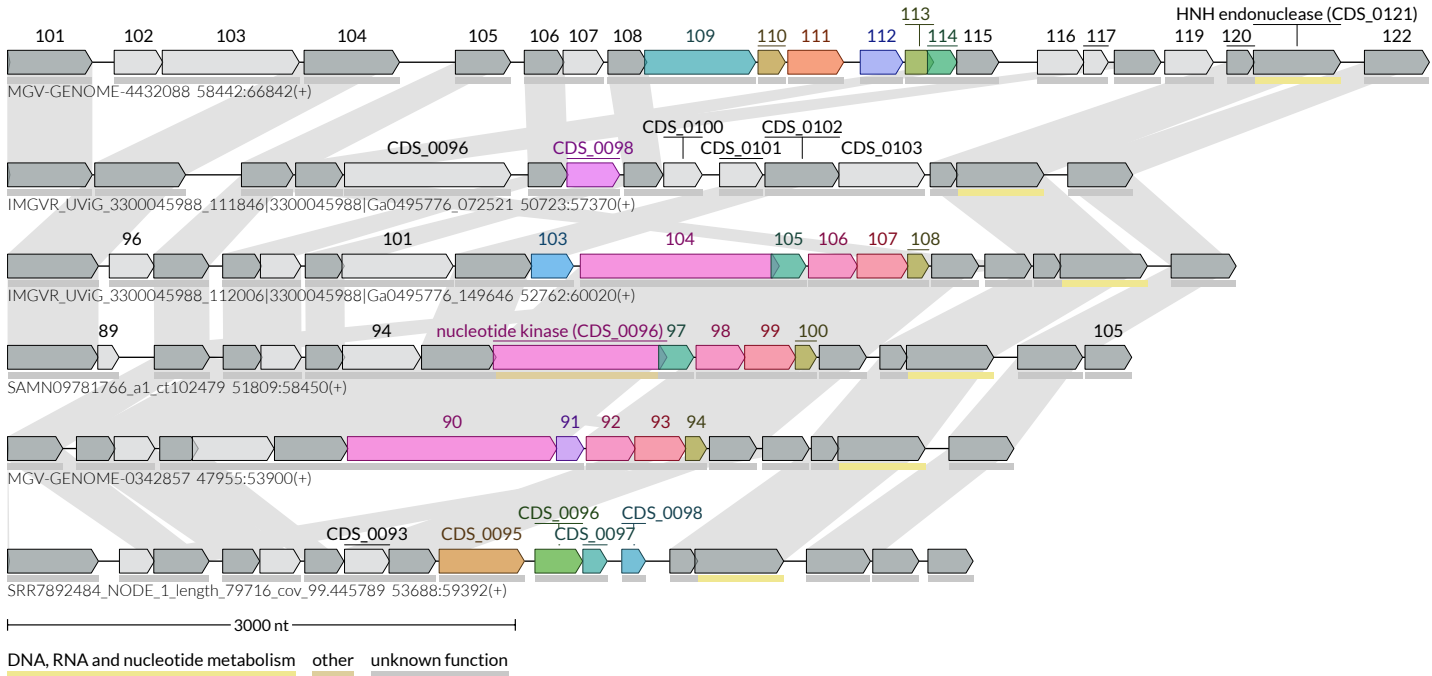 113 HNH endonuclease (CDS_0121)
101 102 103 104 105 106 107 108 109 110 111 112 114 115 116 117 119 120 122
MGV-GENOME-4432088 58442:66842(+)
CDS_0100 CDS_0102
CDS_0096 CDS_0098 CDS_0101 CDS_0103
IMGVR_UViG_3300045988_111846|3300045988|Ga0495776_072521 50723:57370(+)
96 101 103 104 105 106 107 108
IMGVR_UViG_3300045988_112006|3300045988|Ga0495776_149646 52762:60020(+)
89 94 nucleotide kinase (CDS_0096) 97 98 99 100 105
SAMN09781766_a1_ct102479 51809:58450(+)
90 91 92 93 94
MGV-GENOME-0342857 47955:53900(+)
CDS_0096 CDS_0098
CDS_0093 CDS_0095 CDS_0097
SRR7892484_NODE_1_length_79716_cov_99.445789 53688:59392(+)
3000 nt
DNA, RNA and nucleotide metabolism other unknown function